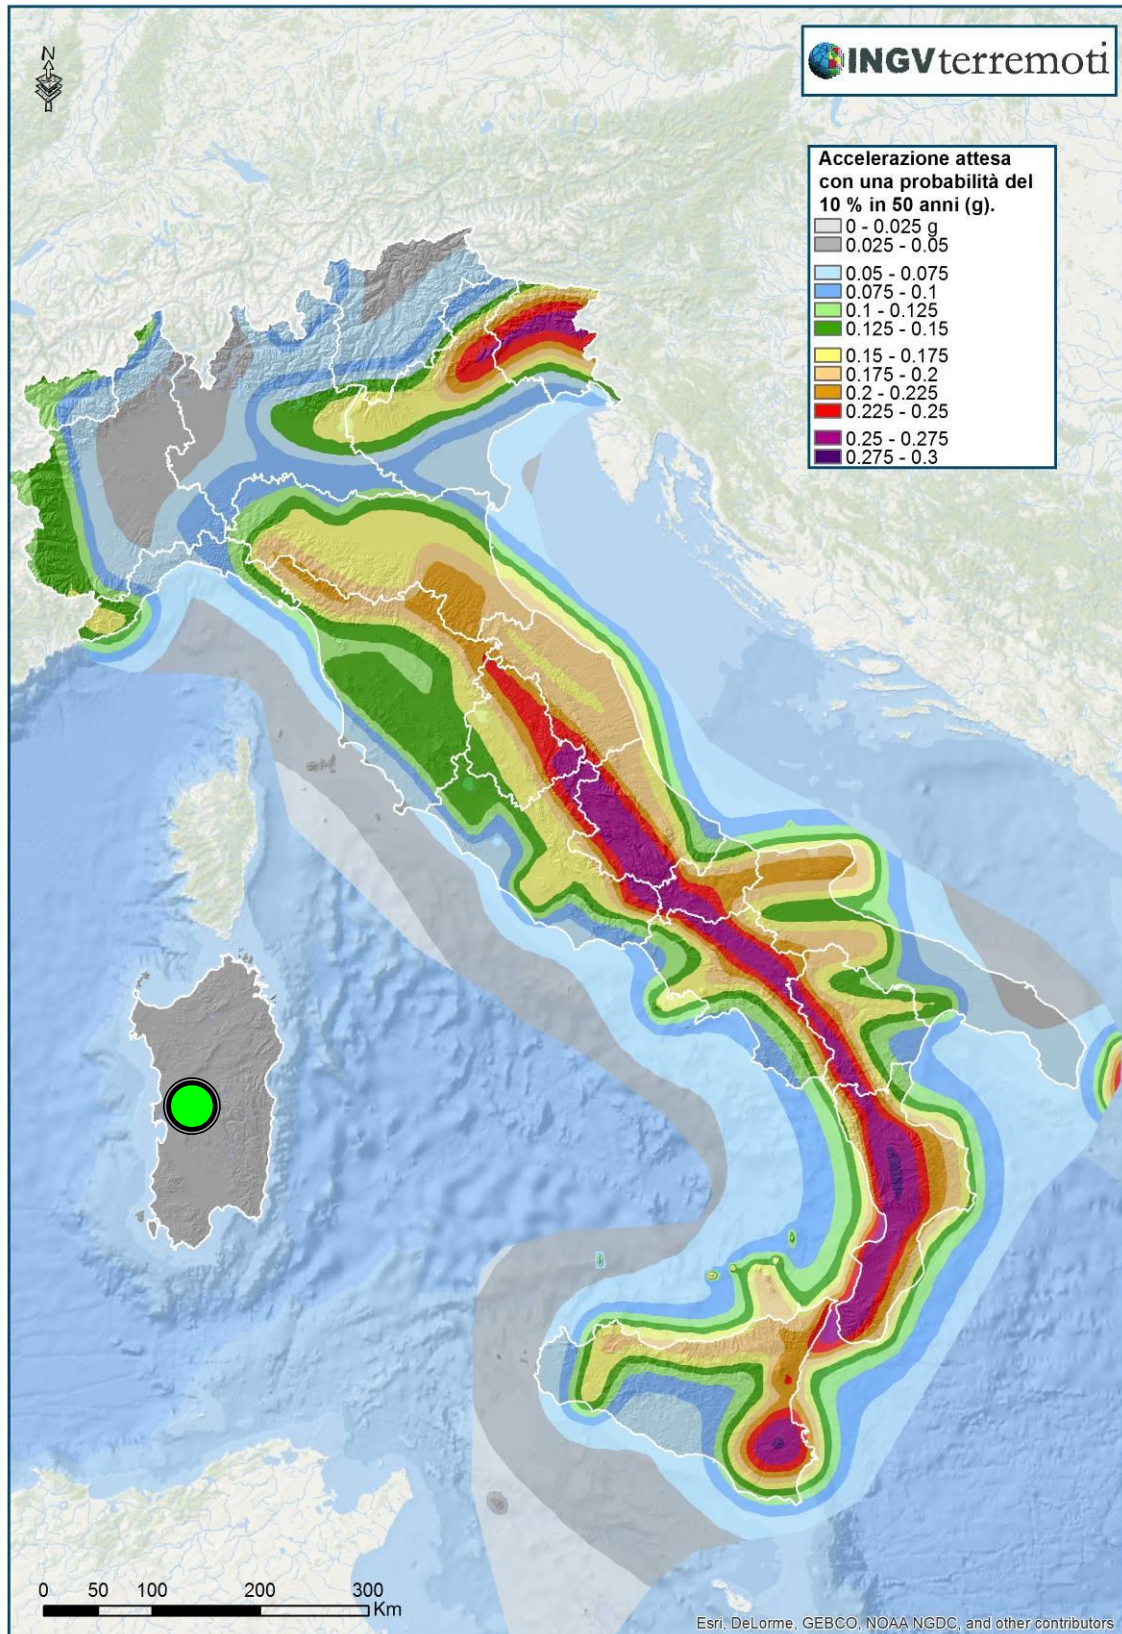 N
INGVterremoti
Accelerazione attesa
con una probabilità del
10 % in 50 anni (g).
0 - 0.025 g
0.025 - 0.05
0.05 - 0.075
0.075 - 0.1
0.1 - 0.125
0.125 - 0.15
0.15 - 0.175
0.175 - 0.2
0.2 - 0.225
0.225 - 0.25
0.25 - 0.275
0.275 - 0.3
0 50 100 200 300
Km
Esri, DeLorme, GEBCO, NOAA NGDC, and other contributors